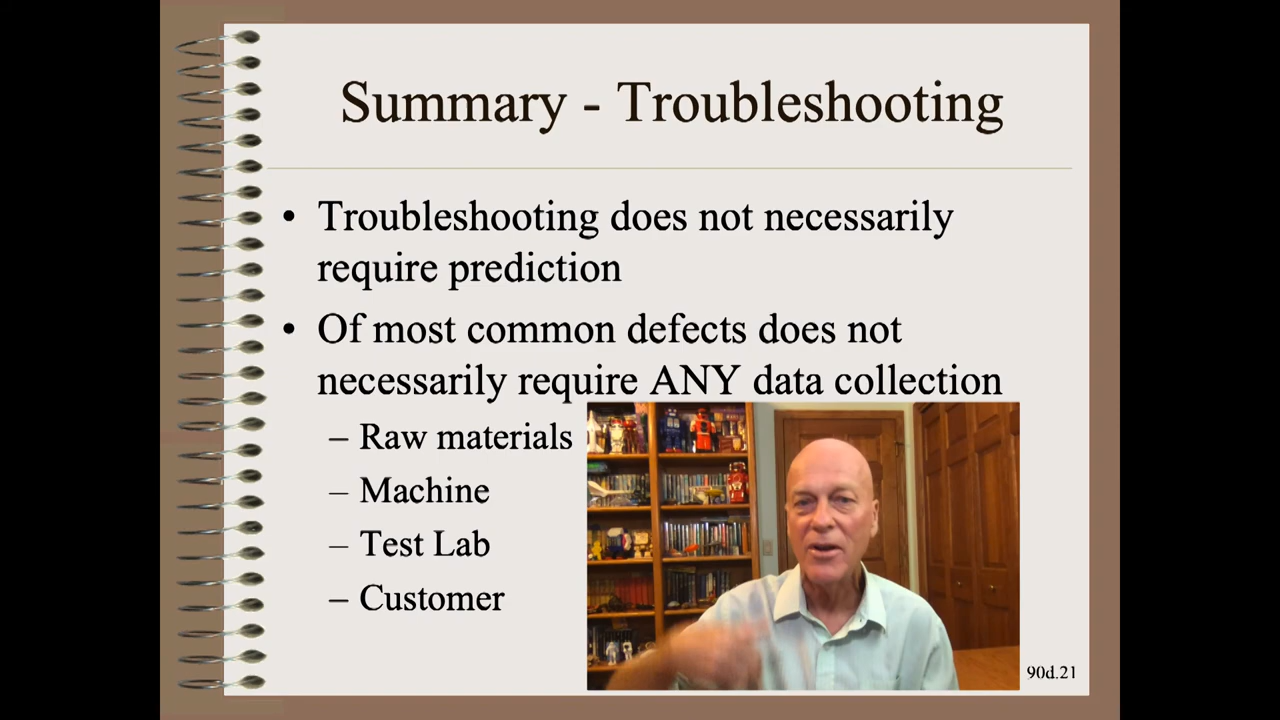 Summary - Troubleshooting
• Troubleshooting does not necessarily
require prediction
• Of most common defects does not
necessarily require ANY data collection
– Raw materials
– Machine
– Test Lab
– Customer
90d.21